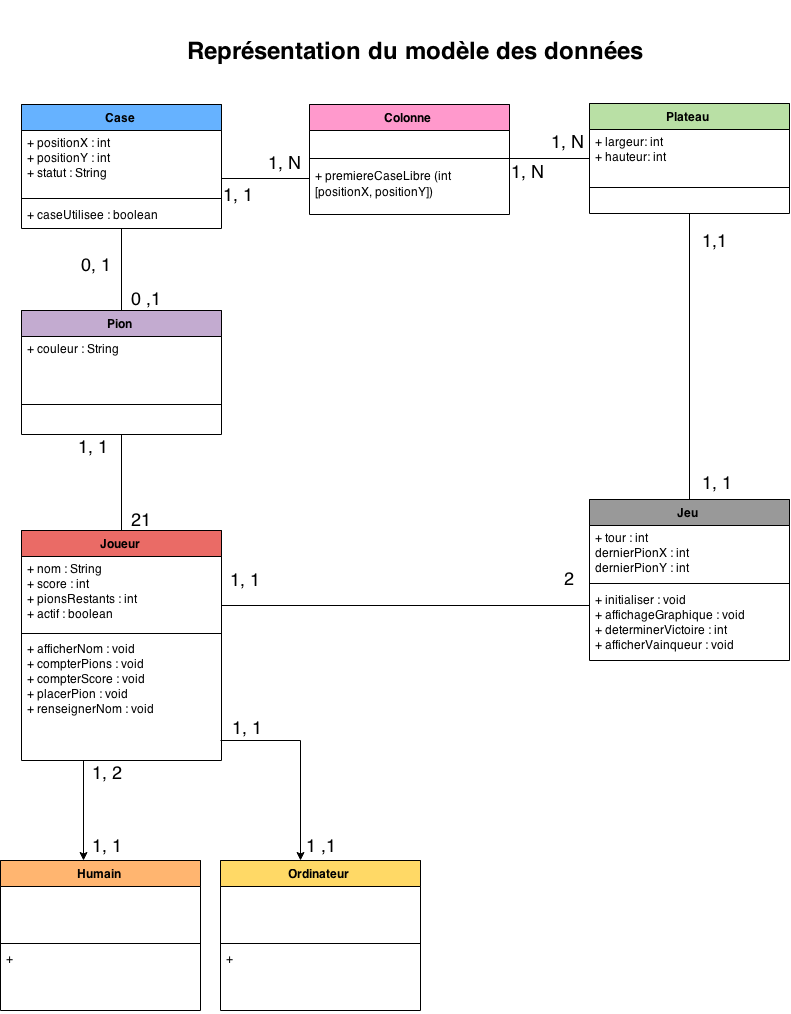 Représentation du modèle des données
Case
+ positionX : int
+ positionY : int
+ statut : String
+ caseUtilisee : boolean
1, N
1, 1
Colonne
+ premiereCaseLibre (int
[positionX, positionY])
1, N
1, N
Plateau
+ largeur: int
+ hauteur: int
0, 1
0 ,1
1,1
Pion
+ couleur : String
1, 1
21
1, 1
Joueur
+ nom : String
+ score : int
+ pionsRestants : int
+ actif : boolean
+ afficherNom : void
+ compterPions : void
+ compterScore : void
+ placerPion : void
+ renseignerNom : void
1, 1
2
Jeu
+ tour : int
dernierPionX : int
dernierPionY : int
+ initialiser : void
+ affichageGraphique : void
+ determinerVictoire : int
+ afficherVainqueur : void
1, 1
1, 2
1, 1
1 ,1
Humain
+
Ordinateur
+